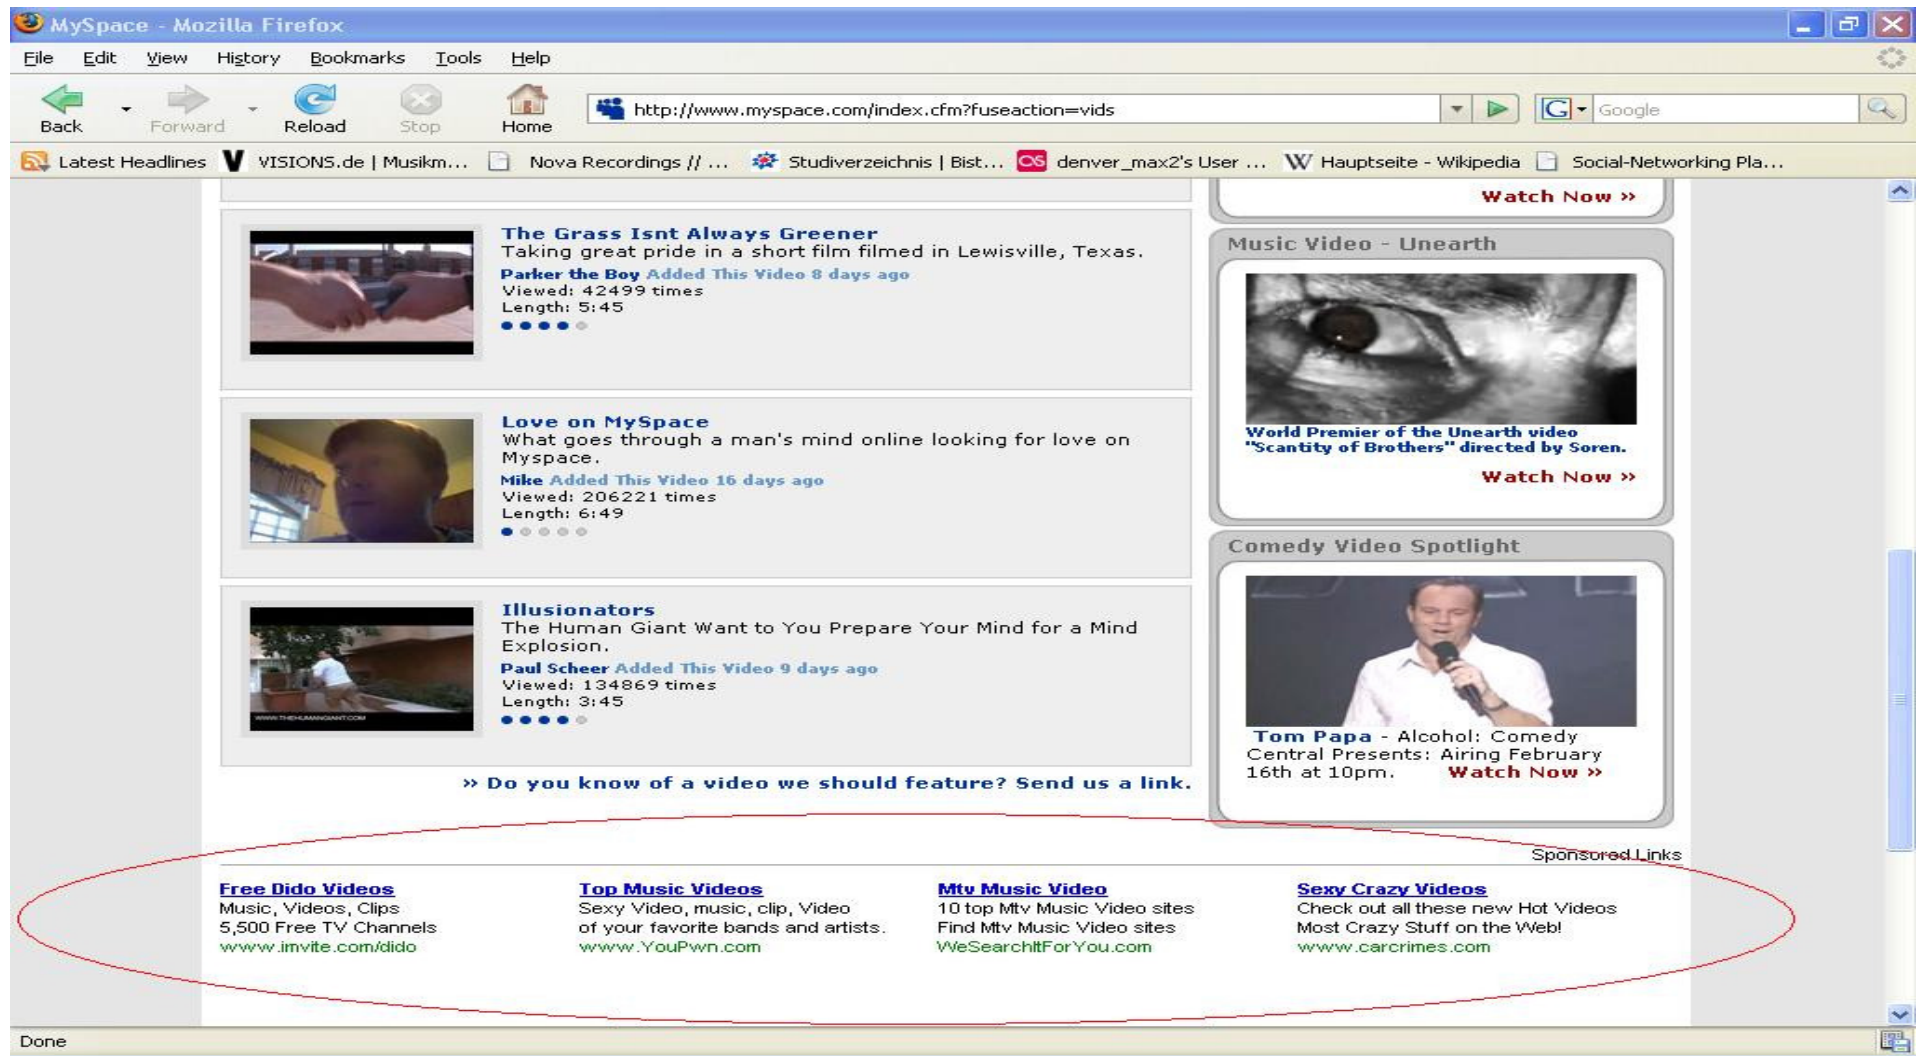 MySpace - Mozilla Firefox
File Edit View History Bookmarks Tools Help
Back Forward Reload Stop Home http://www.myspace.com/index.cfm?fuseaction=vids Google
Latest Headlines VISIONS.de | Musikm... Nova Recordings // ... Studiverzeichnis | Bist... denver_max2's User ... Hauptseite - Wikipedia Social-Networking Pla...
The Grass Isnt Always Greener
Taking great pride in a short film filmed in Lewisville, Texas.
Parker the Boy Added This Video 8 days ago
Viewed: 42499 times
Length: 5:45
Love on MySpace
What goes through a man's mind online looking for love on
Myspace.
Mike Added This Video 16 days ago
Viewed: 206221 times
Length: 6:49
WWW.THEHUMANGIANT.COM
Illusionators
The Human Giant Want to You Prepare Your Mind for a Mind
Explosion.
Paul Scheer Added This Video 9 days ago
Viewed: 134869 times
Length: 3:45
» Do you know of a video we should feature? Send us a link.
Watch Now »
Music Video - Unearth
World Premier of the Unearth video
"Scantity of Brothers" directed by Soren.
Watch Now »
Comedy Video Spotlight
Tom Papa - Alcohol: Comedy
Central Presents: Airing February
16th at 10pm. Watch Now »
Sponsored Links
Free Dido Videos
Music, Videos, Clips
5,500 Free TV Channels
www.imvite.com/dido
Top Music Videos
Sexy Video, music, clip, Video
of your favorite bands and artists.
www.YouPwn.com
Mtv Music Video
10 top Mtv Music Video sites
Find Mtv Music Video sites
WeSearchItForYou.com
Sexy Crazy Videos
Check out all these new Hot Videos
Most Crazy Stuff on the Web!
www.carcrimes.com
Done